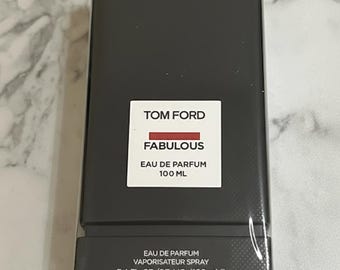 TOM FORD
FABULOUS
EAU DE PARFUM
100 ML
EAU DE PARFUM
VAPORISATEUR SPRAY